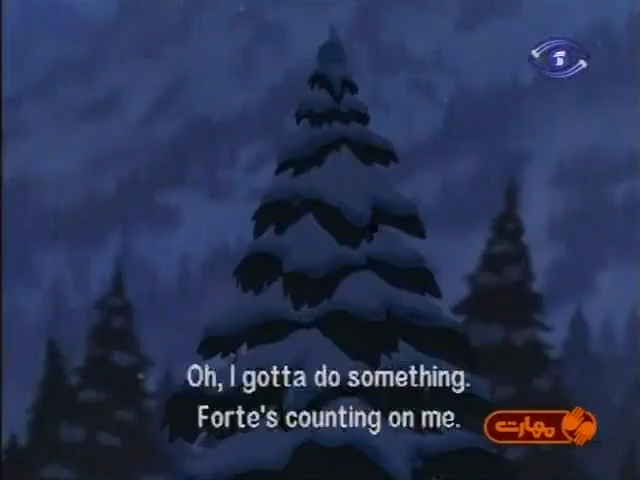 Oh, I gotta do something.
Forte's counting on me.
مهارت